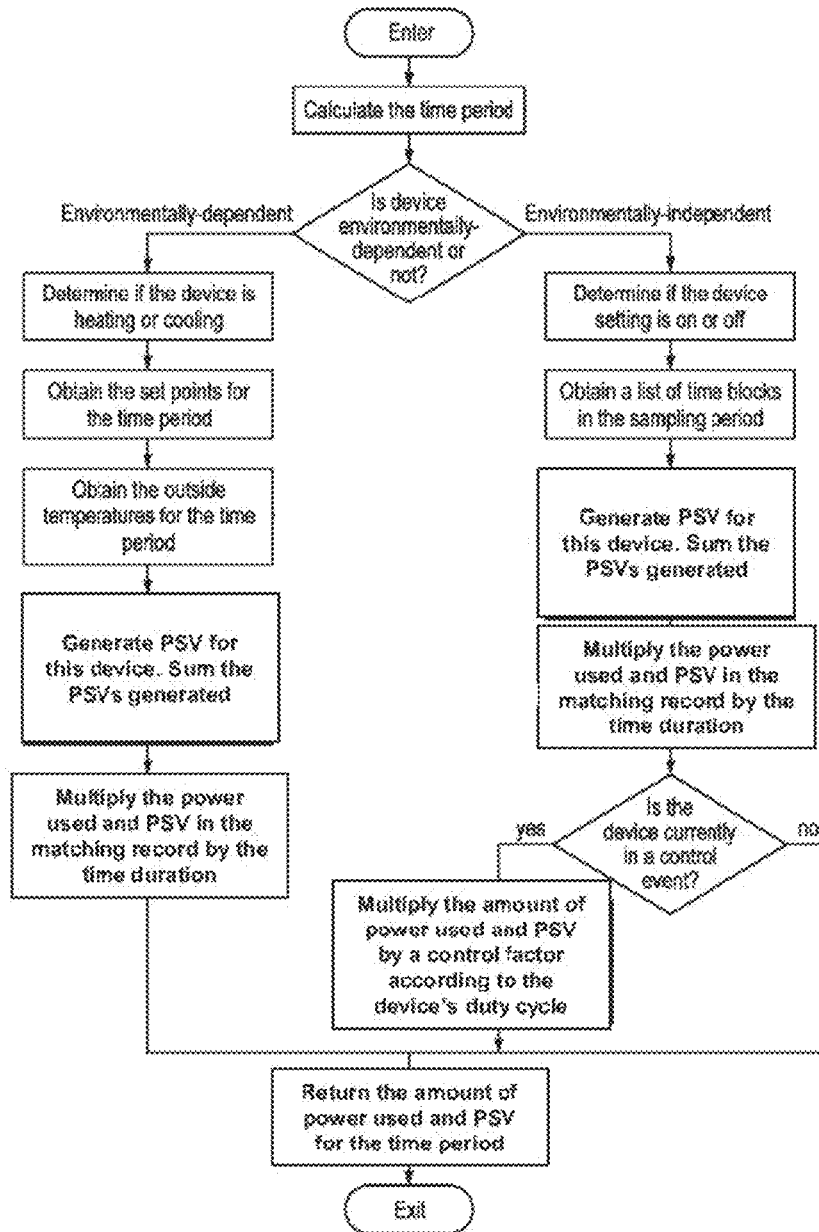 Enter
Calculate the time period
Is device
environmentally-
dependent or
not?
Environmentally-dependent
Environmentally-independent
Determine if the device is
heating or cooling
Obtain the set points for
the time period
Obtain the outside
temperatures for the time
period
Generate PSV for
this device. Sum the
PSVs generated
Multiply the power
used and PSV in the
matching record by the
time duration
Determine if the device
setting is on or off
Obtain a list of time blocks
in the sampling period
Generate PSV for
this device. Sum the
PSVs generated
Multiply the power
used and PSV in the
matching record by the
time duration
Is the
device currently
in a control
event?
yes
no
Multiply the amount of
power used and PSV
by a control factor
according to the
device's duty cycle
Return the amount of
power used and PSV
for the time period
Exit